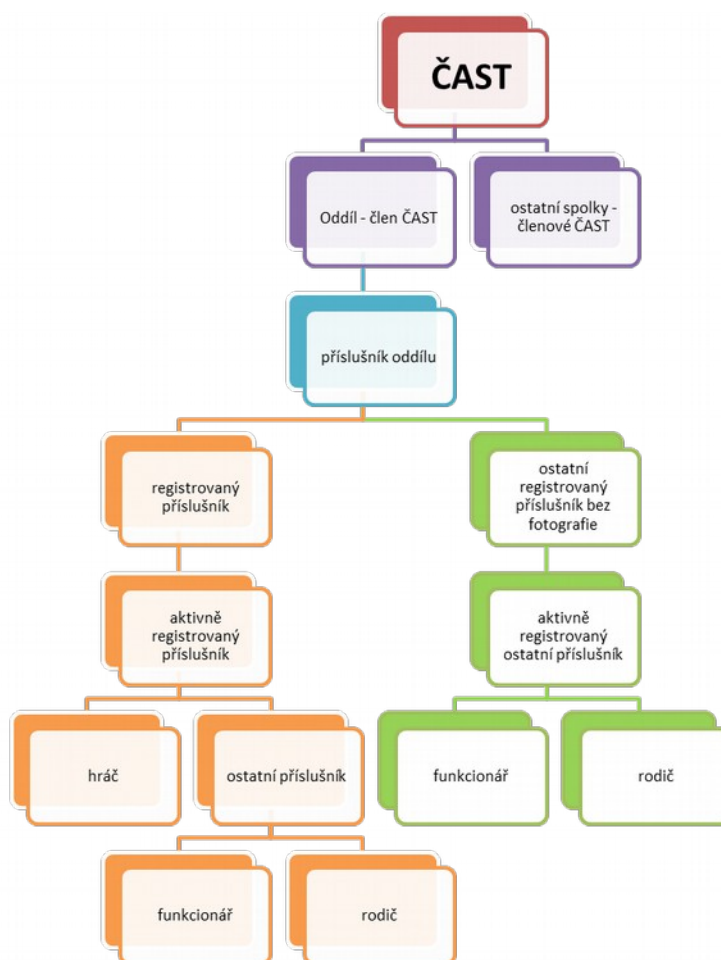 ČAST
Oddíl - člen ČAST
ostatní spolky -
členové ČAST
příslušník oddílu
registrovaný
příslušník
ostatní
registrovaný
příslušník bez
fotografie
aktivně
registrovaný
příslušník
aktivně
registrovaný
ostatní příslušník
hráč
ostatní příslušník
funkcionář
rodič
funkcionář
rodič